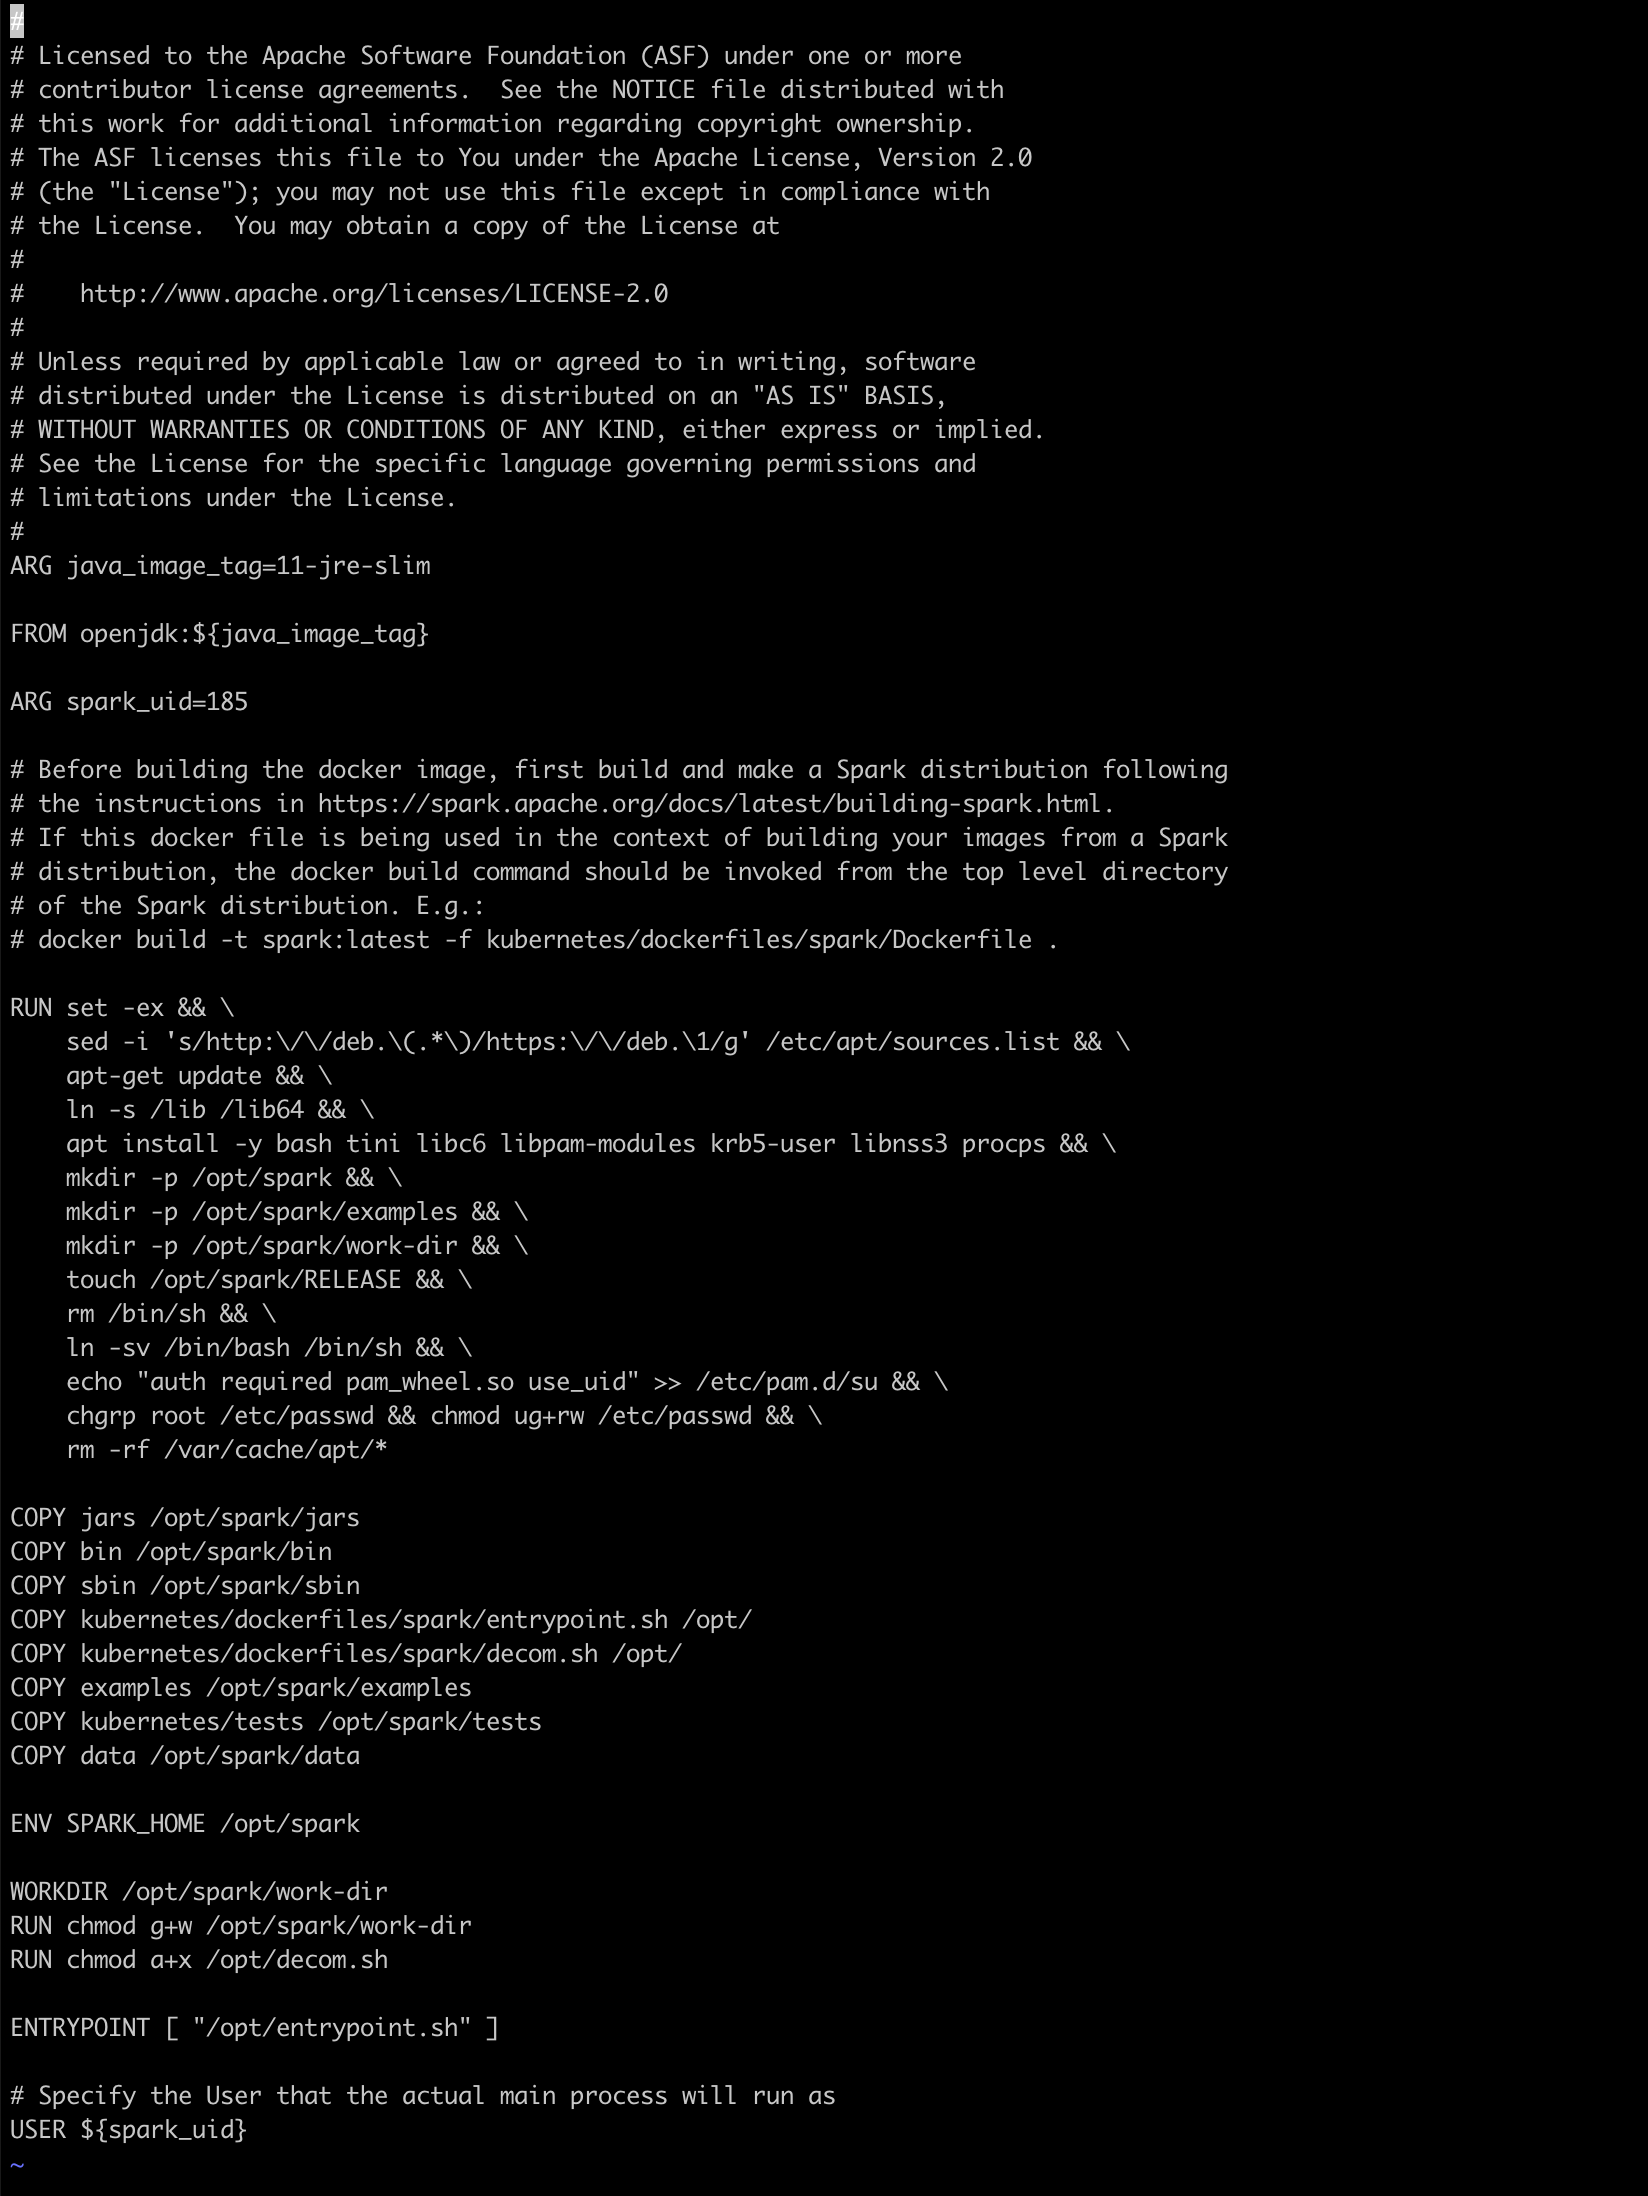 #
# Licensed to the Apache Software Foundation (ASF) under one or more
# contributor license agreements.  See the NOTICE file distributed with
# this work for additional information regarding copyright ownership.
# The ASF licenses this file to You under the Apache License, Version 2.0
# (the "License"); you may not use this file except in compliance with
# the License.  You may obtain a copy of the License at
#
#    http://www.apache.org/licenses/LICENSE-2.0
#
# Unless required by applicable law or agreed to in writing, software
# distributed under the License is distributed on an "AS IS" BASIS,
# WITHOUT WARRANTIES OR CONDITIONS OF ANY KIND, either express or implied.
# See the License for the specific language governing permissions and
# limitations under the License.
#
ARG java_image_tag=11-jre-slim

FROM openjdk:${java_image_tag}

ARG spark_uid=185

# Before building the docker image, first build and make a Spark distribution following
# the instructions in https://spark.apache.org/docs/latest/building-spark.html.
# If this docker file is being used in the context of building your images from a Spark
# distribution, the docker build command should be invoked from the top level directory
# of the Spark distribution. E.g.:
# docker build -t spark:latest -f kubernetes/dockerfiles/spark/Dockerfile .

RUN set -ex && \
    sed -i 's/http:\/\/deb.\(.*\)/https:\/\/deb.\1/g' /etc/apt/sources.list && \
    apt-get update && \
    ln -s /lib /lib64 && \
    apt install -y bash tini libc6 libpam-modules krb5-user libnss3 procps && \
    mkdir -p /opt/spark && \
    mkdir -p /opt/spark/examples && \
    mkdir -p /opt/spark/work-dir && \
    touch /opt/spark/RELEASE && \
    rm /bin/sh && \
    ln -sv /bin/bash /bin/sh && \
    echo "auth required pam_wheel.so use_uid" >> /etc/pam.d/su && \
    chgrp root /etc/passwd && chmod ug+rw /etc/passwd && \
    rm -rf /var/cache/apt/*

COPY jars /opt/spark/jars
COPY bin /opt/spark/bin
COPY sbin /opt/spark/sbin
COPY kubernetes/dockerfiles/spark/entrypoint.sh /opt/
COPY kubernetes/dockerfiles/spark/decom.sh /opt/
COPY examples /opt/spark/examples
COPY kubernetes/tests /opt/spark/tests
COPY data /opt/spark/data

ENV SPARK_HOME /opt/spark

WORKDIR /opt/spark/work-dir
RUN chmod g+w /opt/spark/work-dir
RUN chmod a+x /opt/decom.sh

ENTRYPOINT [ "/opt/entrypoint.sh" ]

# Specify the User that the actual main process will run as
USER ${spark_uid}
~